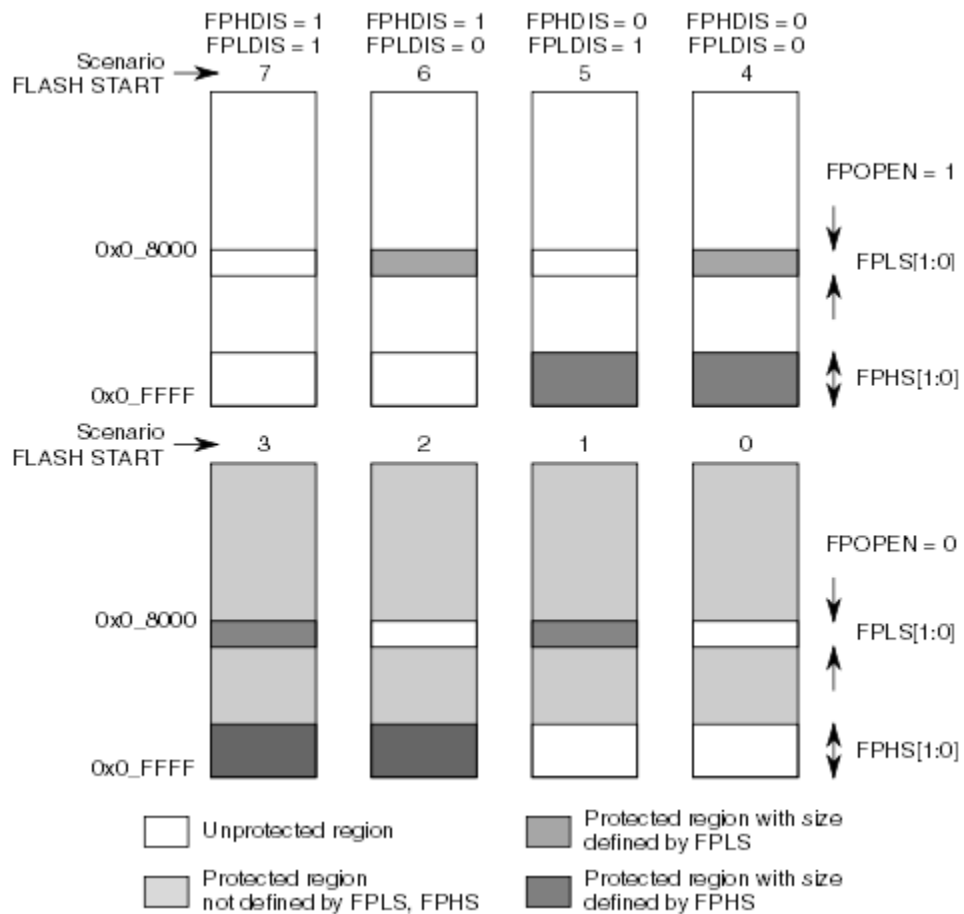 FPHDIS = 1 FPHDIS = 1 FPHDIS = 0 FPHDIS = 0
FPLDIS = 1 FPLDIS = 0 FPLDIS = 1 FPLDIS = 0
Scenario 7 6 5 4
FLASH START
FPOPEN = 1
0x0_8000
FPLS[1:0]
FPHS[1:0]
0x0_FFFF
Scenario 3 2 1 0
FLASH START
FPOPEN = 0
0x0_8000
FPLS[1:0]
FPHS[1:0]
0x0_FFFF
Unprotected region
Protected region with size
defined by FPLS
Protected region
not defined by FPLS, FPHS
Protected region with size
defined by FPHS